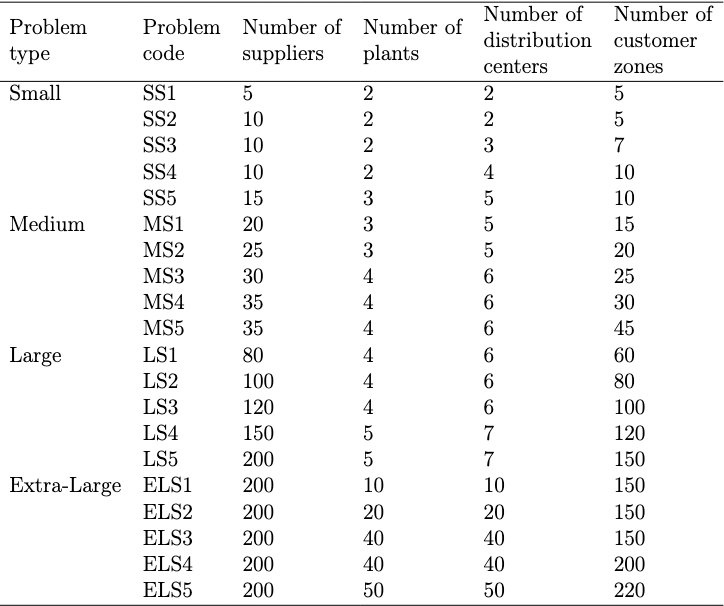 Problem type Problem code Number of suppliers Number of plants Number of distribution centers Number of customer zones
Small SS1 5 2 2 5
SS2 10 2 2 5
SS3 10 2 3 7
SS4 10 2 4 10
SS5 15 3 5 10
Medium MS1 20 3 5 15
MS2 25 3 5 20
MS3 30 4 6 25
MS4 35 4 6 30
MS5 35 4 6 45
Large LS1 80 4 6 60
LS2 100 4 6 80
LS3 120 4 6 100
LS4 150 5 7 120
LS5 200 5 7 150
Extra-Large ELS1 200 10 10 150
ELS2 200 20 20 150
ELS3 200 40 40 150
ELS4 200 40 40 200
ELS5 200 50 50 220